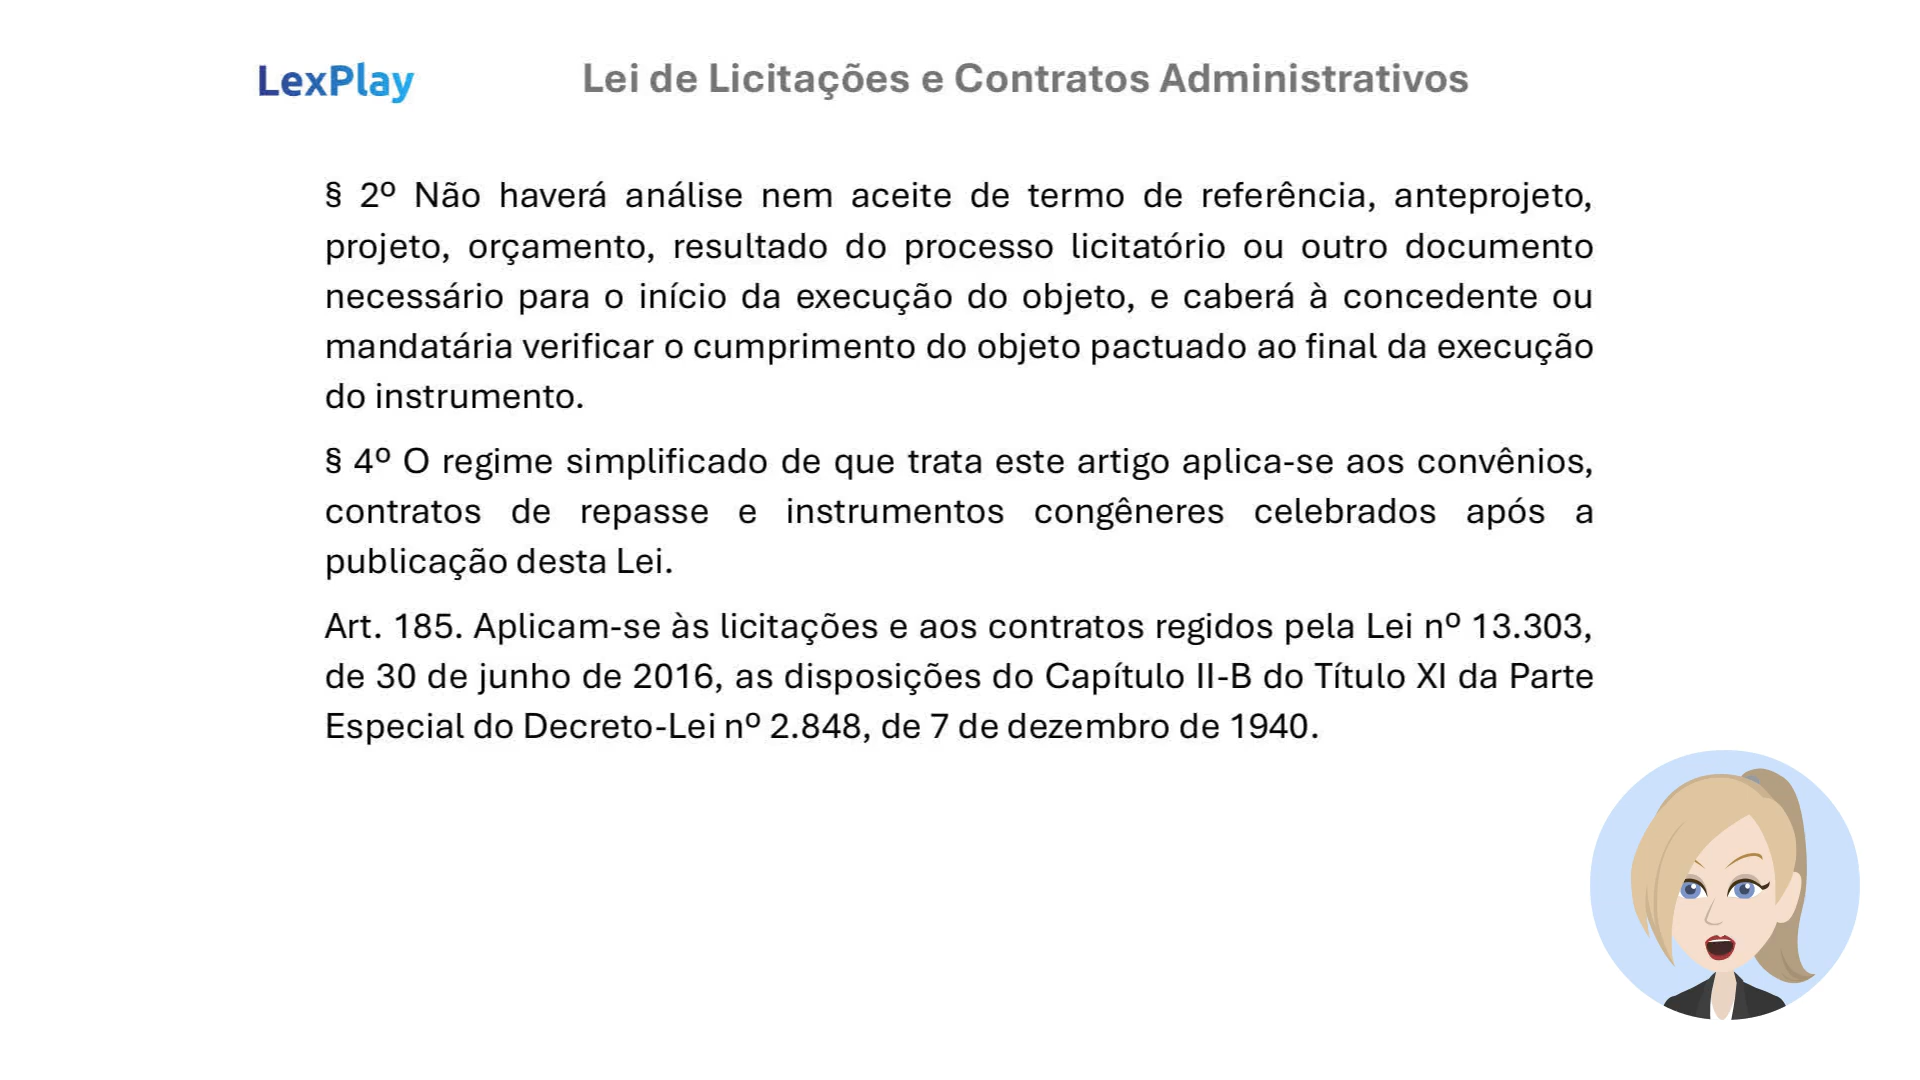 LexPlay
Lei de Licitações e Contratos Administrativos
§ 2º Não haverá análise nem aceite de termo de referência, anteprojeto,
projeto, orçamento, resultado do processo licitatório ou outro documento
necessário para o início da execução do objeto, e caberá à concedente ou
mandatária verificar o cumprimento do objeto pactuado ao final da execução
do instrumento.
§ 4º O regime simplificado de que trata este artigo aplica-se aos convênios,
contratos de repasse e instrumentos congêneres celebrados após a
publicação desta Lei.
Art. 185. Aplicam-se às licitações e aos contratos regidos pela Lei nº 13.303,
de 30 de junho de 2016, as disposições do Capítulo II-B do Título XI da Parte
Especial do Decreto-Lei nº 2.848, de 7 de dezembro de 1940.